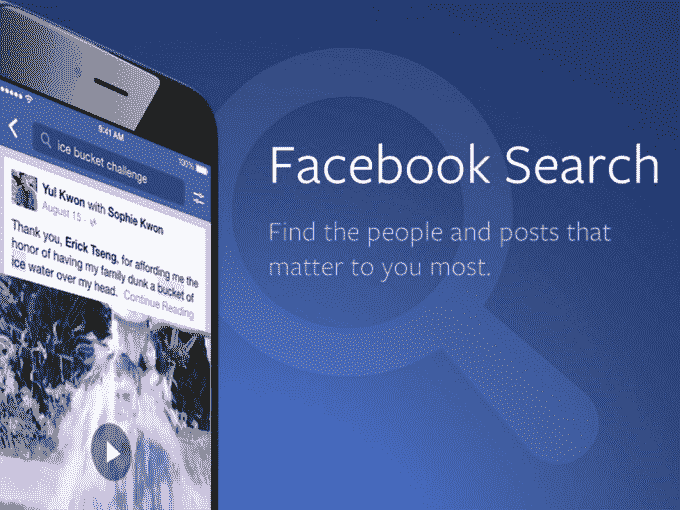 9:41 AM
100%
ice bucket challenge
Yul Kwon with Sophie Kwon
August 15
Thank you, Erick Tseng, for affording me the
honor of having my family dunk a bucket of
ice water over my head. Continue Reading
Facebook Search
Find the people and posts that
matter to you most.